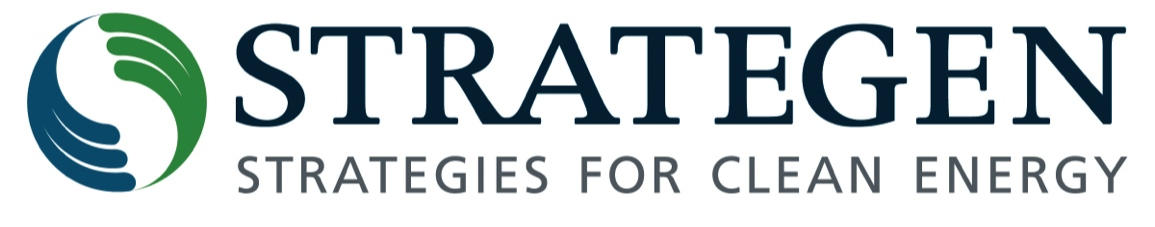 STRATEGEN
STRATEGIES FOR CLEAN ENERGY